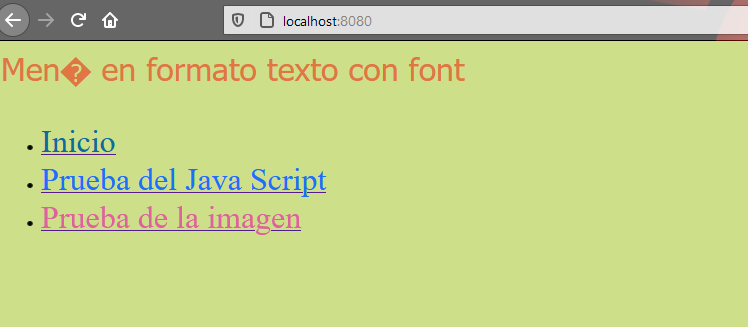 localhost:8080
Men� en formato texto con font
Inicio
Prueba del Java Script
Prueba de la imagen